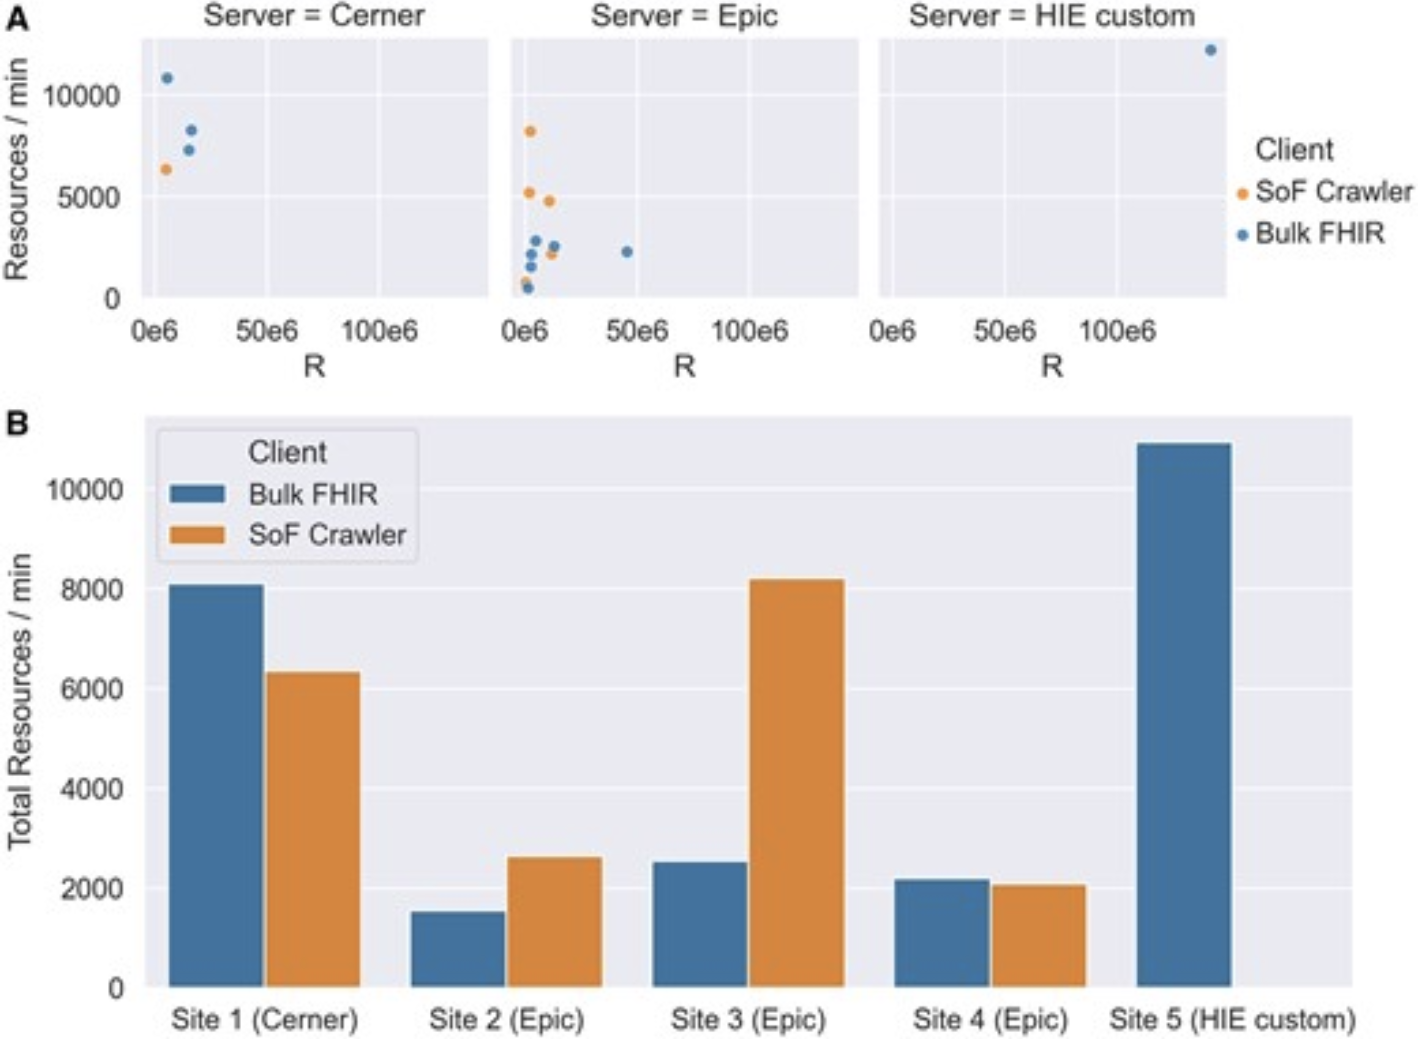 A
Server = Cerner
Server = Epic
Server = HIE custom
Resources / min
10000
5000
0
0e6 50e6 100e6
0e6 50e6 100e6
0e6 50e6 100e6
R
R
R
Client
SoF Crawler
Bulk FHIR
B
Client
Bulk FHIR
SoF Crawler
Total Resources / min
10000
8000
6000
4000
2000
0
Site 1 (Cerner)
Site 2 (Epic)
Site 3 (Epic)
Site 4 (Epic)
Site 5 (HIE custom)